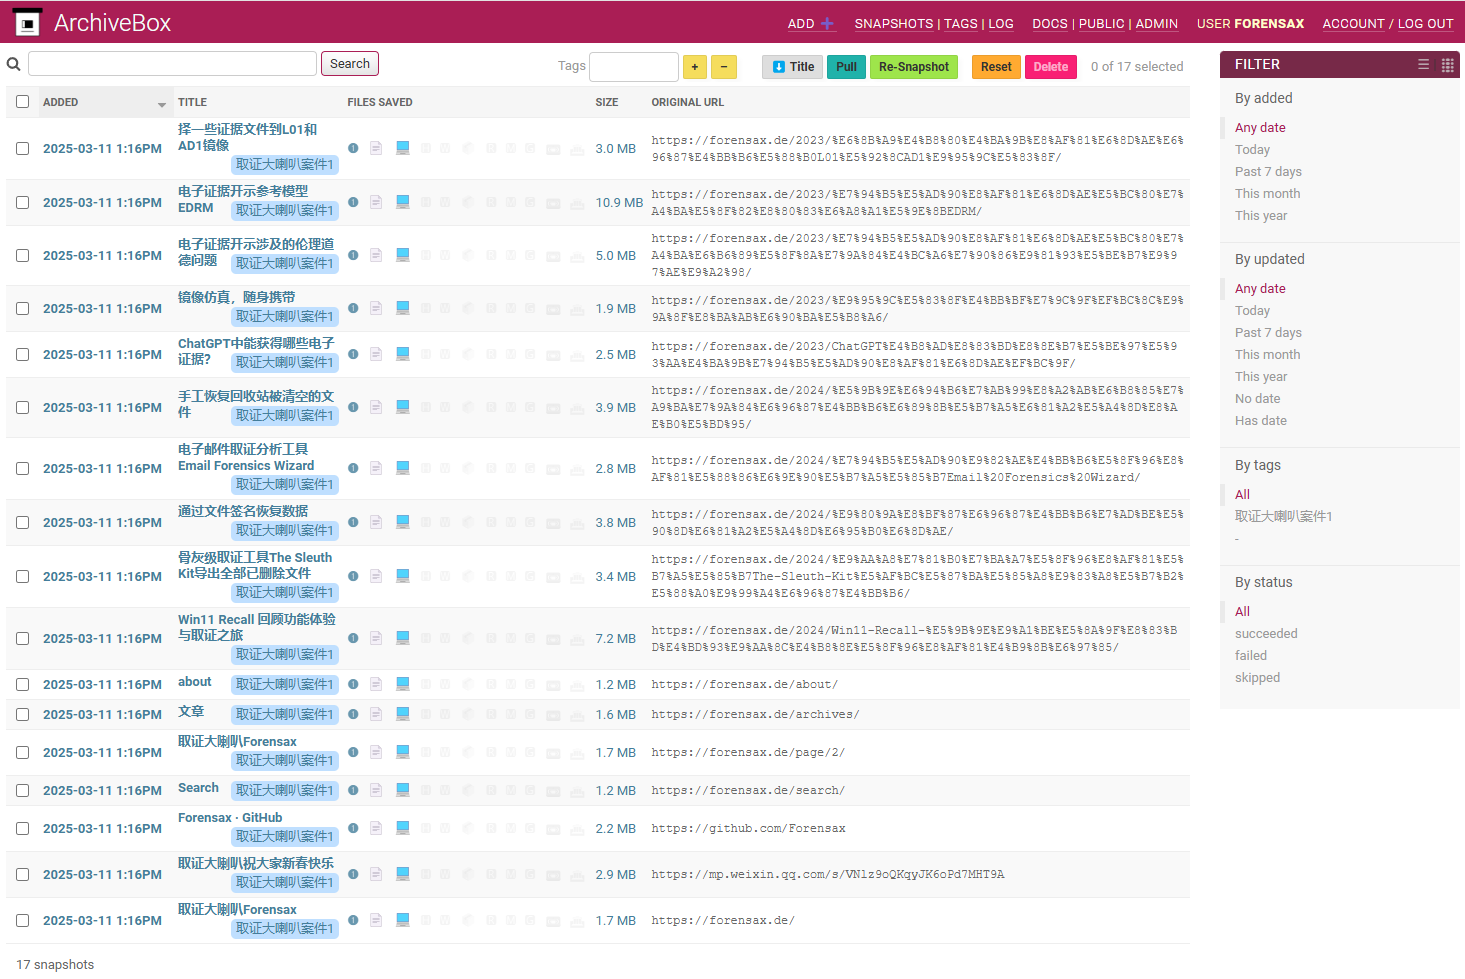 ArchiveBox
ADD + SNAPSHOTS | TAGS | LOG DOCS | PUBLIC | ADMIN USER FORENSAX ACCOUNT / LOG OUT
Search Tags + − Title Pull Re-Snapshot Reset Delete 0 of 17 selected
ADDED TITLE FILES SAVED SIZE ORIGINAL URL
2025-03-11 1:16PM
择一些证据文件到L01和
AD1镜像
取证大喇叭案件1
3.0 MB
https://forensax.de/2023/%E6%8B%A9%E4%B8%80%E4%BA%9B%E8%AF%81%E6%8D%AE%E6%
96%87%E4%BB%B6%E5%88%B0L01%E5%92%8CAD1%E9%95%9C%E5%83%8F/
2025-03-11 1:16PM
电子证据开示参考模型
EDRM 取证大喇叭案件1
10.9 MB
https://forensax.de/2023/%E7%94%B5%E5%AD%90%E8%AF%81%E6%8D%AE%E5%BC%80%E7%
A4%BA%E5%8F%82%E8%80%83%E6%A8%A1%E5%9E%8BEDRM/
2025-03-11 1:16PM
电子证据开示涉及的伦理道
德问题 取证大喇叭案件1
5.0 MB
https://forensax.de/2023/%E7%94%B5%E5%AD%90%E8%AF%81%E6%8D%AE%E5%BC%80%E7%
A4%BA%E6%B6%89%E5%8F%8A%E7%9A%84%E4%BC%A6%E7%90%86%E9%81%93%E5%BE%B7%E9%9
7%AE%E9%A2%98/
2025-03-11 1:16PM
镜像仿真，随身携带
取证大喇叭案件1
1.9 MB
https://forensax.de/2023/%E9%95%9C%E5%83%8F%E4%BB%BF%E7%9C%9F%EF%BC%8C%E9%
9A%8F%E8%BA%AB%E6%90%BA%E5%B8%A6/
2025-03-11 1:16PM
ChatGPT中能获得哪些电子
证据？ 取证大喇叭案件1
2.5 MB
https://forensax.de/2023/ChatGPT%E4%B8%AD%E8%83%BD%E8%8E%B7%E5%BE%97%E5%9
3%AA%E4%BA%9B%E7%94%B5%E5%AD%90%E8%AF%81%E6%8D%AE%EF%BC%9F/
2025-03-11 1:16PM
手工恢复回收站被清空的文
件 取证大喇叭案件1
3.9 MB
https://forensax.de/2024/%E5%9B%9E%E6%94%B6%E7%AB%99%E8%A2%AB%E6%B8%85%E7%
A9%BA%E7%9A%84%E6%96%87%E4%BB%B6%E6%89%8B%E5%B7%A5%E6%81%A2%E5%A4%8D%E8%A
E%B0%E5%BD%95/
2025-03-11 1:16PM
电子邮件取证分析工具
Email Forensics Wizard
取证大喇叭案件1
2.8 MB
https://forensax.de/2024/%E7%94%B5%E5%AD%90%E9%82%AE%E4%BB%B6%E5%8F%96%E8%
AF%81%E5%88%86%E6%9E%90%E5%B7%A5%E5%85%B7Email%20Forensics%20Wizard/
2025-03-11 1:16PM
通过文件签名恢复数据
取证大喇叭案件1
3.8 MB
https://forensax.de/2024/%E9%80%9A%E8%BF%87%E6%96%87%E4%BB%B6%E7%AD%BE%E5%
90%8D%E6%81%A2%E5%A4%8D%E6%95%B0%E6%8D%AE/
2025-03-11 1:16PM
骨灰级取证工具The Sleuth
Kit导出全部已删除文件
取证大喇叭案件1
3.4 MB
https://forensax.de/2024/%E9%AA%A8%E7%81%B0%E7%BA%A7%E5%8F%96%E8%AF%81%E5%
B7%A5%E5%85%B7The-Sleuth-Kit%E5%AF%BC%E5%87%BA%E5%85%A8%E9%83%A8%E5%B7%B2%
E5%88%A0%E9%99%A4%E6%96%87%E4%BB%B6/
2025-03-11 1:16PM
Win11 Recall 回顾功能体验
与取证之旅
取证大喇叭案件1
7.2 MB
https://forensax.de/2024/Win11-Recall-%E5%9B%9E%E9%A1%BE%E5%8A%9F%E8%83%B
D%E4%BD%93%E9%AA%8C%E4%B8%8E%E5%8F%96%E8%AF%81%E4%B9%8B%E6%97%85/
2025-03-11 1:16PM about 取证大喇叭案件1 1.2 MB https://forensax.de/about/
2025-03-11 1:16PM 文章 取证大喇叭案件1 1.6 MB https://forensax.de/archives/
2025-03-11 1:16PM
取证大喇叭Forensax
取证大喇叭案件1
1.7 MB https://forensax.de/page/2/
2025-03-11 1:16PM Search 取证大喇叭案件1 1.2 MB https://forensax.de/search/
2025-03-11 1:16PM
Forensax · GitHub
取证大喇叭案件1
2.2 MB https://github.com/Forensax
2025-03-11 1:16PM
取证大喇叭祝大家新春快乐
取证大喇叭案件1
2.9 MB https://mp.weixin.qq.com/s/VNlz9oQKqyJK6oPd7MHT9A
2025-03-11 1:16PM
取证大喇叭Forensax
取证大喇叭案件1
1.7 MB https://forensax.de/
17 snapshots
FILTER
By added
Any date
Today
Past 7 days
This month
This year
By updated
Any date
Today
Past 7 days
This month
This year
No date
Has date
By tags
All
取证大喇叭案件1
-
By status
All
succeeded
failed
skipped